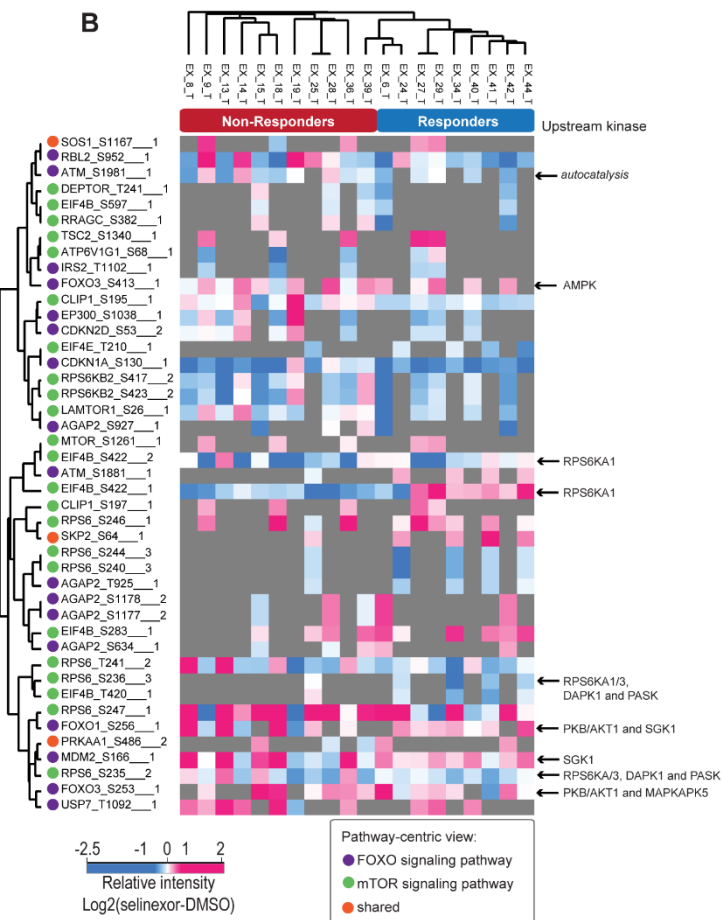 B
EX_8_T
EX_9_T
EX_13_T
EX_14_T
EX_15_T
EX_18_T
EX_19_T
EX_25_T
EX_28_T
EX_36_T
EX_39_T
EX_6_T
EX_24_T
EX_27_T
EX_29_T
EX_34_T
EX_40_T
EX_41_T
EX_42_T
EX_44_T
Non-Responders
Responders
Upstream kinase
SOS1_S1167___1
RBL2_S952___1
ATM_S1981___1
autocatalysis
DEPTOR_T241___1
EIF4B_S597___1
RRAGC_S382___1
TSC2_S1340___1
ATP6V1G1_S68___1
IRS2_T1102___1
FOXO3_S413___1
AMPK
CLIP1_S195___1
EP300_S1038___1
CDKN2D_S53___2
EIF4E_T210___1
CDKN1A_S130___1
RPS6KB2_S417___2
RPS6KB2_S423___2
LAMTOR1_S26___1
AGAP2_S927___1
MTOR_S1261___1
EIF4B_S422___2
RPS6KA1
ATM_S1881___1
EIF4B_S422___1
RPS6KA1
CLIP1_S197___1
RPS6_S246___1
SKP2_S64___1
RPS6_S244___3
RPS6_S240___3
AGAP2_T925___1
AGAP2_S1178___2
AGAP2_S1177___2
EIF4B_S283___1
AGAP2_S634___1
RPS6_T241___2
RPS6_S236___3
RPS6KA1/3,
DAPK1 and PASK
EIF4B_T420___1
RPS6_S247___1
FOXO1_S256___1
PKB/AKT1 and SGK1
PRKAA1_S486___2
MDM2_S166___1
SGK1
RPS6_S235___2
RPS6KA/3, DAPK1 and PASK
FOXO3_S253___1
PKB/AKT1 and MAPKAPK5
USP7_T1092___1
-2.5 -1 0 1 2
Relative intensity
Log2(selinexor-DMSO)
Pathway-centric view:
FOXO signaling pathway
mTOR signaling pathway
shared